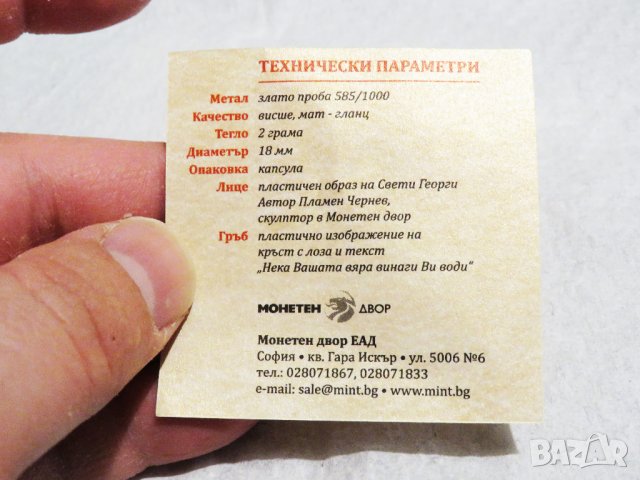 ТЕХНИЧЕСКИ ПАРАМЕТРИ
Метал злато проба 585/1000
Качество висше, мат - гланц
Тегло 2 грама
Диаметър 18 мм
Опаковка капсула
Лице пластичен образ на Свети Георги
Автор Пламен Чернев,
скулптор в Монетен двор
Гръб пластично изображение на
кръст с лоза и текст
„Нека Вашата вяра винаги Ви води“
МОНЕТЕН ДВОР
Монетен двор ЕАД
София • кв. Гара Искър • ул. 5006 №6
тел.: 028071867, 028071833
e-mail: sale@mint.bg • www.mint.bg
BAZAR